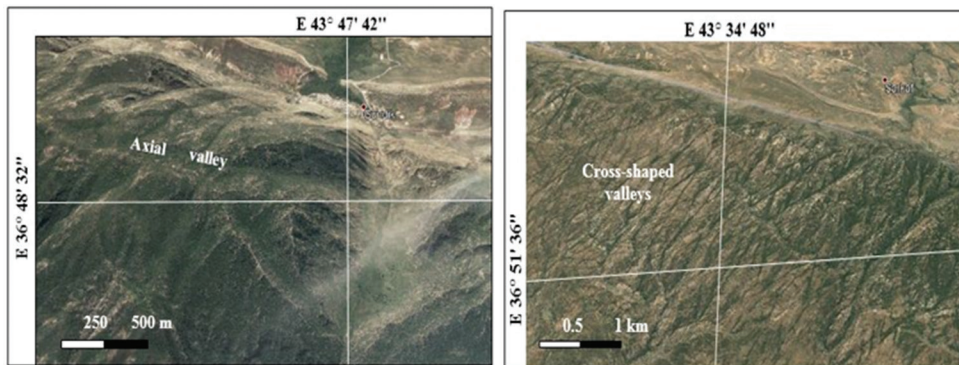 E 43° 47' 42"
Axial valley
E 36° 48' 32"
250 500 m
E 43° 34' 48"
Cross-shaped
valleys
E 36° 51' 36"
0.5 1 km